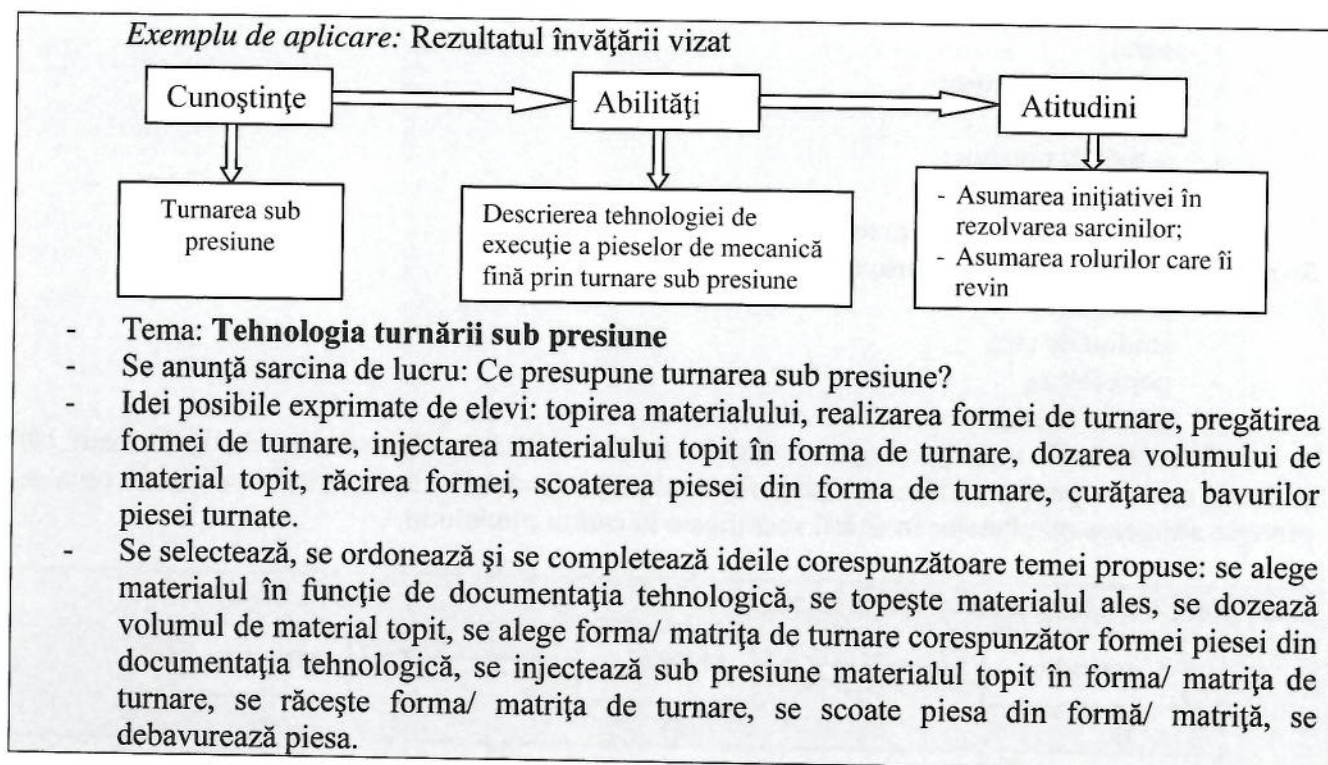 Exemplu de aplicare: Rezultatul învăţării vizat
Cunoştinţe
Abilităţi
Atitudini
Turnarea sub
presiune
Descrierea tehnologiei de
execuţie a pieselor de mecanică
fină prin turnare sub presiune
- Asumarea iniţiativei în
rezolvarea sarcinilor;
- Asumarea rolurilor care îi
revin
- Tema: Tehnologia turnării sub presiune
- Se anunţă sarcina de lucru: Ce presupune turnarea sub presiune?
- Idei posibile exprimate de elevi: topirea materialului, realizarea formei de turnare, pregătirea
formei de turnare, injectarea materialului topit în forma de turnare, dozarea volumului de
material topit, răcirea formei, scoaterea piesei din forma de turnare, curăţarea bavurilor
piesei turnate.
- Se selectează, se ordonează şi se completează ideile corespunzătoare temei propuse: se alege
materialul în funcţie de documentaţia tehnologică, se topeşte materialul ales, se dozează
volumul de material topit, se alege forma/ matriţa de turnare corespunzător formei piesei din
documentaţia tehnologică, se injectează sub presiune materialul topit în forma/ matriţa de
turnare, se răceşte forma/ matriţa de turnare, se scoate piesa din formă/ matriţă, se
debavurează piesa.